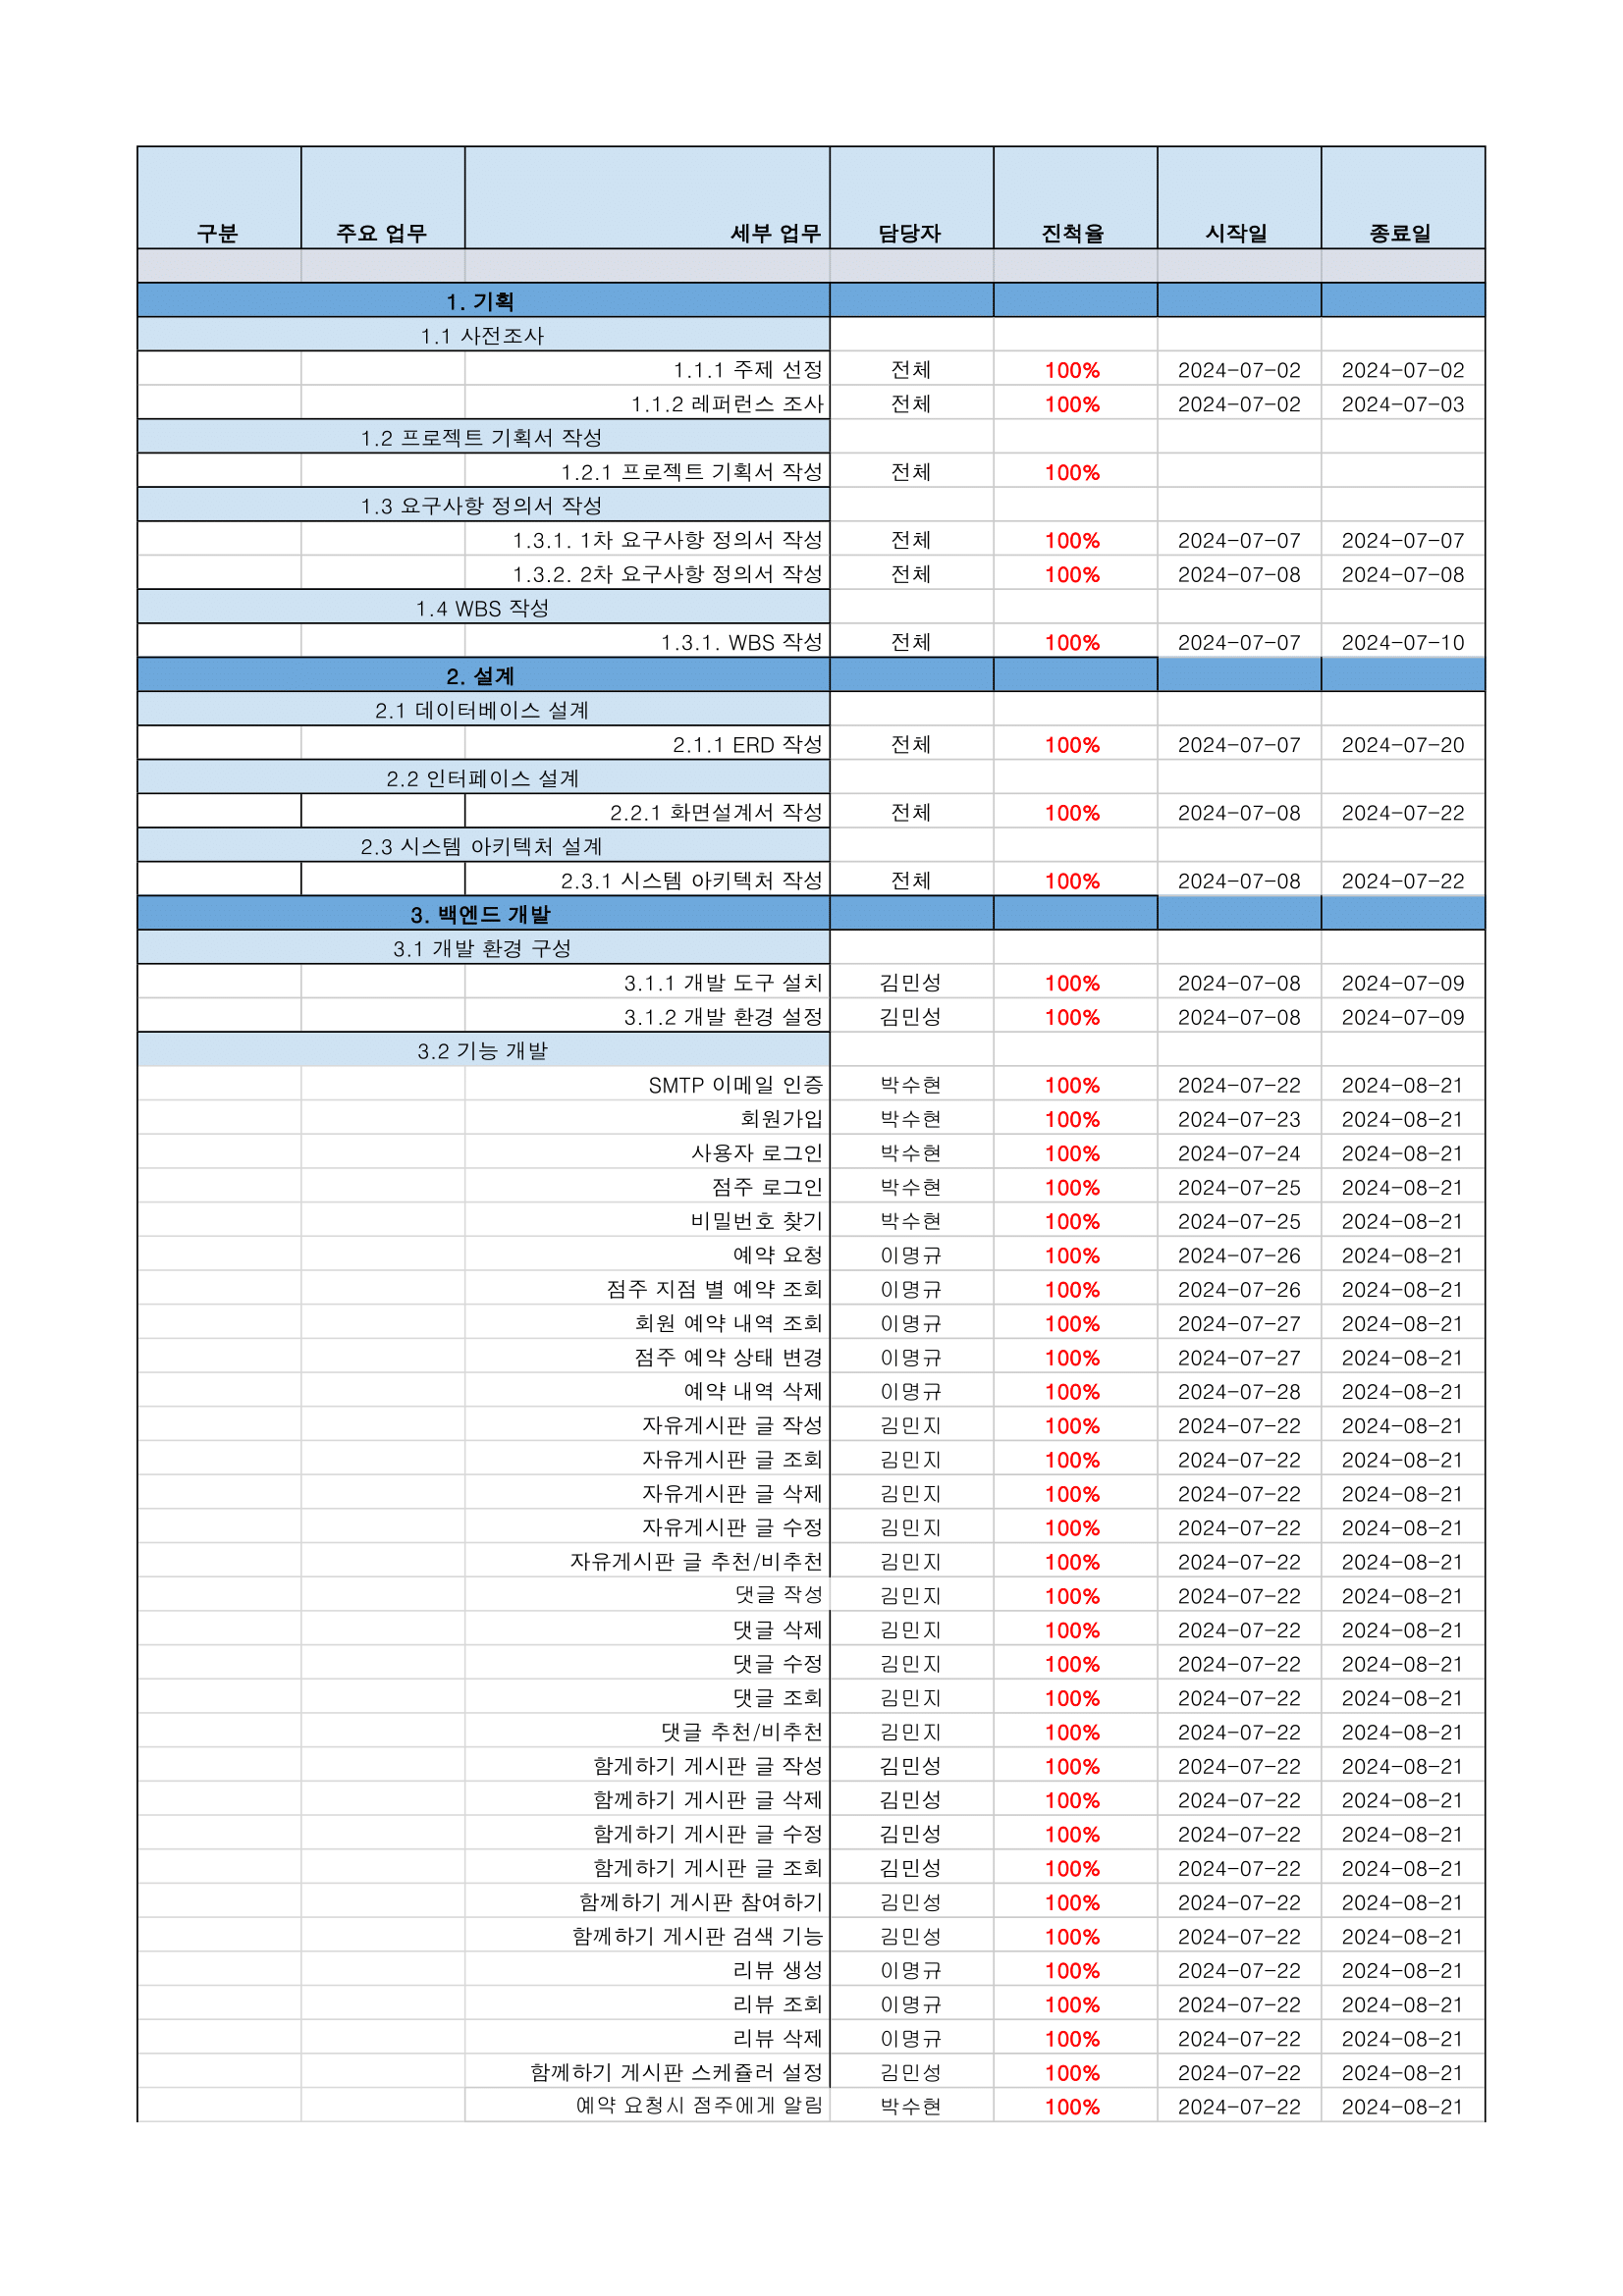 구분 주요 업무 세부 업무 담당자 진척율 시작일 종료일
1. 기획
1.1 사전조사
1.1.1 주제 선정 전체 100% 2024-07-02 2024-07-02
1.1.2 레퍼런스 조사 전체 100% 2024-07-02 2024-07-03
1.2 프로젝트 기획서 작성
1.2.1 프로젝트 기획서 작성 전체 100%
1.3 요구사항 정의서 작성
1.3.1. 1차 요구사항 정의서 작성 전체 100% 2024-07-07 2024-07-07
1.3.2. 2차 요구사항 정의서 작성 전체 100% 2024-07-08 2024-07-08
1.4 WBS 작성
1.3.1. WBS 작성 전체 100% 2024-07-07 2024-07-10
2. 설계
2.1 데이터베이스 설계
2.1.1 ERD 작성 전체 100% 2024-07-07 2024-07-20
2.2 인터페이스 설계
2.2.1 화면설계서 작성 전체 100% 2024-07-08 2024-07-22
2.3 시스템 아키텍처 설계
2.3.1 시스템 아키텍처 작성 전체 100% 2024-07-08 2024-07-22
3. 백엔드 개발
3.1 개발 환경 구성
3.1.1 개발 도구 설치 김민성 100% 2024-07-08 2024-07-09
3.1.2 개발 환경 설정 김민성 100% 2024-07-08 2024-07-09
3.2 기능 개발
SMTP 이메일 인증 박수현 100% 2024-07-22 2024-08-21
회원가입 박수현 100% 2024-07-23 2024-08-21
사용자 로그인 박수현 100% 2024-07-24 2024-08-21
점주 로그인 박수현 100% 2024-07-25 2024-08-21
비밀번호 찾기 박수현 100% 2024-07-25 2024-08-21
예약 요청 이명규 100% 2024-07-26 2024-08-21
점주 지점 별 예약 조회 이명규 100% 2024-07-26 2024-08-21
회원 예약 내역 조회 이명규 100% 2024-07-27 2024-08-21
점주 예약 상태 변경 이명규 100% 2024-07-27 2024-08-21
예약 내역 삭제 이명규 100% 2024-07-28 2024-08-21
자유게시판 글 작성 김민지 100% 2024-07-22 2024-08-21
자유게시판 글 조회 김민지 100% 2024-07-22 2024-08-21
자유게시판 글 삭제 김민지 100% 2024-07-22 2024-08-21
자유게시판 글 수정 김민지 100% 2024-07-22 2024-08-21
자유게시판 글 추천/비추천 김민지 100% 2024-07-22 2024-08-21
댓글 작성 김민지 100% 2024-07-22 2024-08-21
댓글 삭제 김민지 100% 2024-07-22 2024-08-21
댓글 수정 김민지 100% 2024-07-22 2024-08-21
댓글 조회 김민지 100% 2024-07-22 2024-08-21
댓글 추천/비추천 김민지 100% 2024-07-22 2024-08-21
함게하기 게시판 글 작성 김민성 100% 2024-07-22 2024-08-21
함께하기 게시판 글 삭제 김민성 100% 2024-07-22 2024-08-21
함게하기 게시판 글 수정 김민성 100% 2024-07-22 2024-08-21
함게하기 게시판 글 조회 김민성 100% 2024-07-22 2024-08-21
함께하기 게시판 참여하기 김민성 100% 2024-07-22 2024-08-21
함께하기 게시판 검색 기능 김민성 100% 2024-07-22 2024-08-21
리뷰 생성 이명규 100% 2024-07-22 2024-08-21
리뷰 조회 이명규 100% 2024-07-22 2024-08-21
리뷰 삭제 이명규 100% 2024-07-22 2024-08-21
함께하기 게시판 스케쥴러 설정 김민성 100% 2024-07-22 2024-08-21
예약 요청시 점주에게 알림 박수현 100% 2024-07-22 2024-08-21